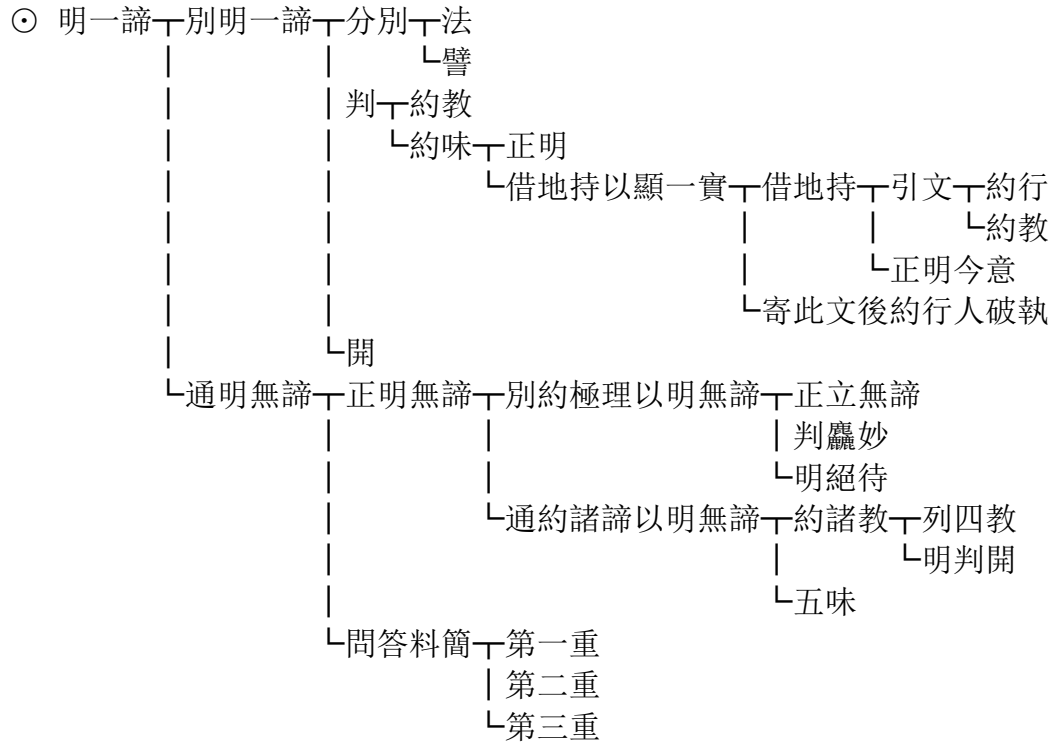 ⊙ 明一諦┬別明一諦┬分別┬法
└譬
判┬約教
└約味┬正明
└借地持以顯一實┬借地持┬引文┬約行
└約教
└正明今意
└寄此文後約行人破執
└開
└通明無諦┬正明無諦┬別約極理以明無諦┬正立無諦
判麤妙
└明絕待
└通約諸諦以明無諦┬約諸教┬列四教
└明判開
└五味
└問答料簡┬第一重
第二重
└第三重